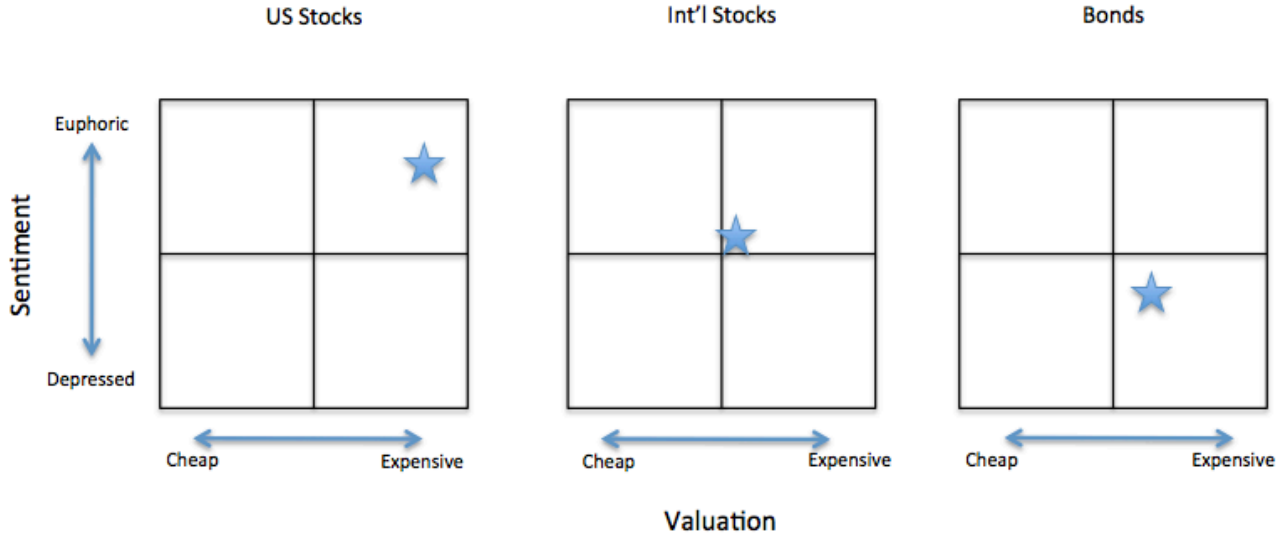 US Stocks
Int'l Stocks
Bonds
Euphoric
Sentiment
Depressed
Cheap
Expensive
Cheap
Expensive
Cheap
Expensive
Valuation